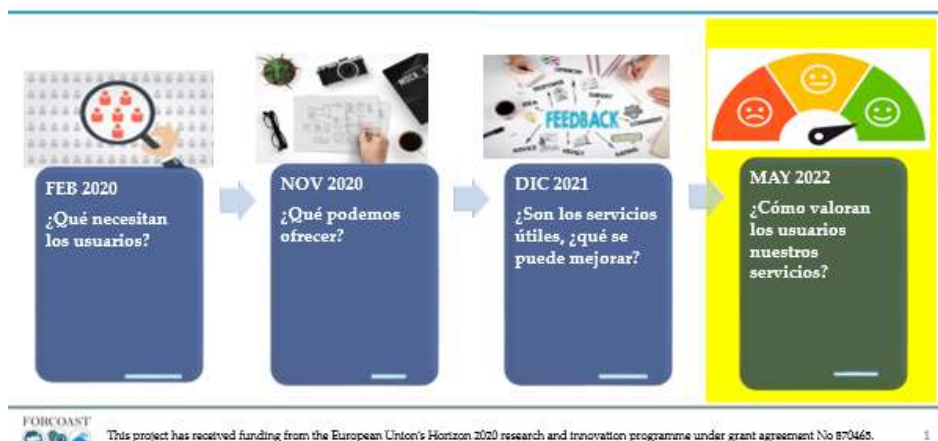 MOCK UP
FEEDBACK
FEB 2020
¿Qué necesitan
los usuarios?
NOV 2020
¿Qué podemos
ofrecer?
DIC 2021
¿Son los servicios
útiles, ¿qué se
puede mejorar?
MAY 2022
¿Cómo valoran
los usuarios
nuestros
servicios?
FORCOAST
This project has received funding from the European Union's Horizon 2020 research and innovation programme under grant agreement No 870465.
1